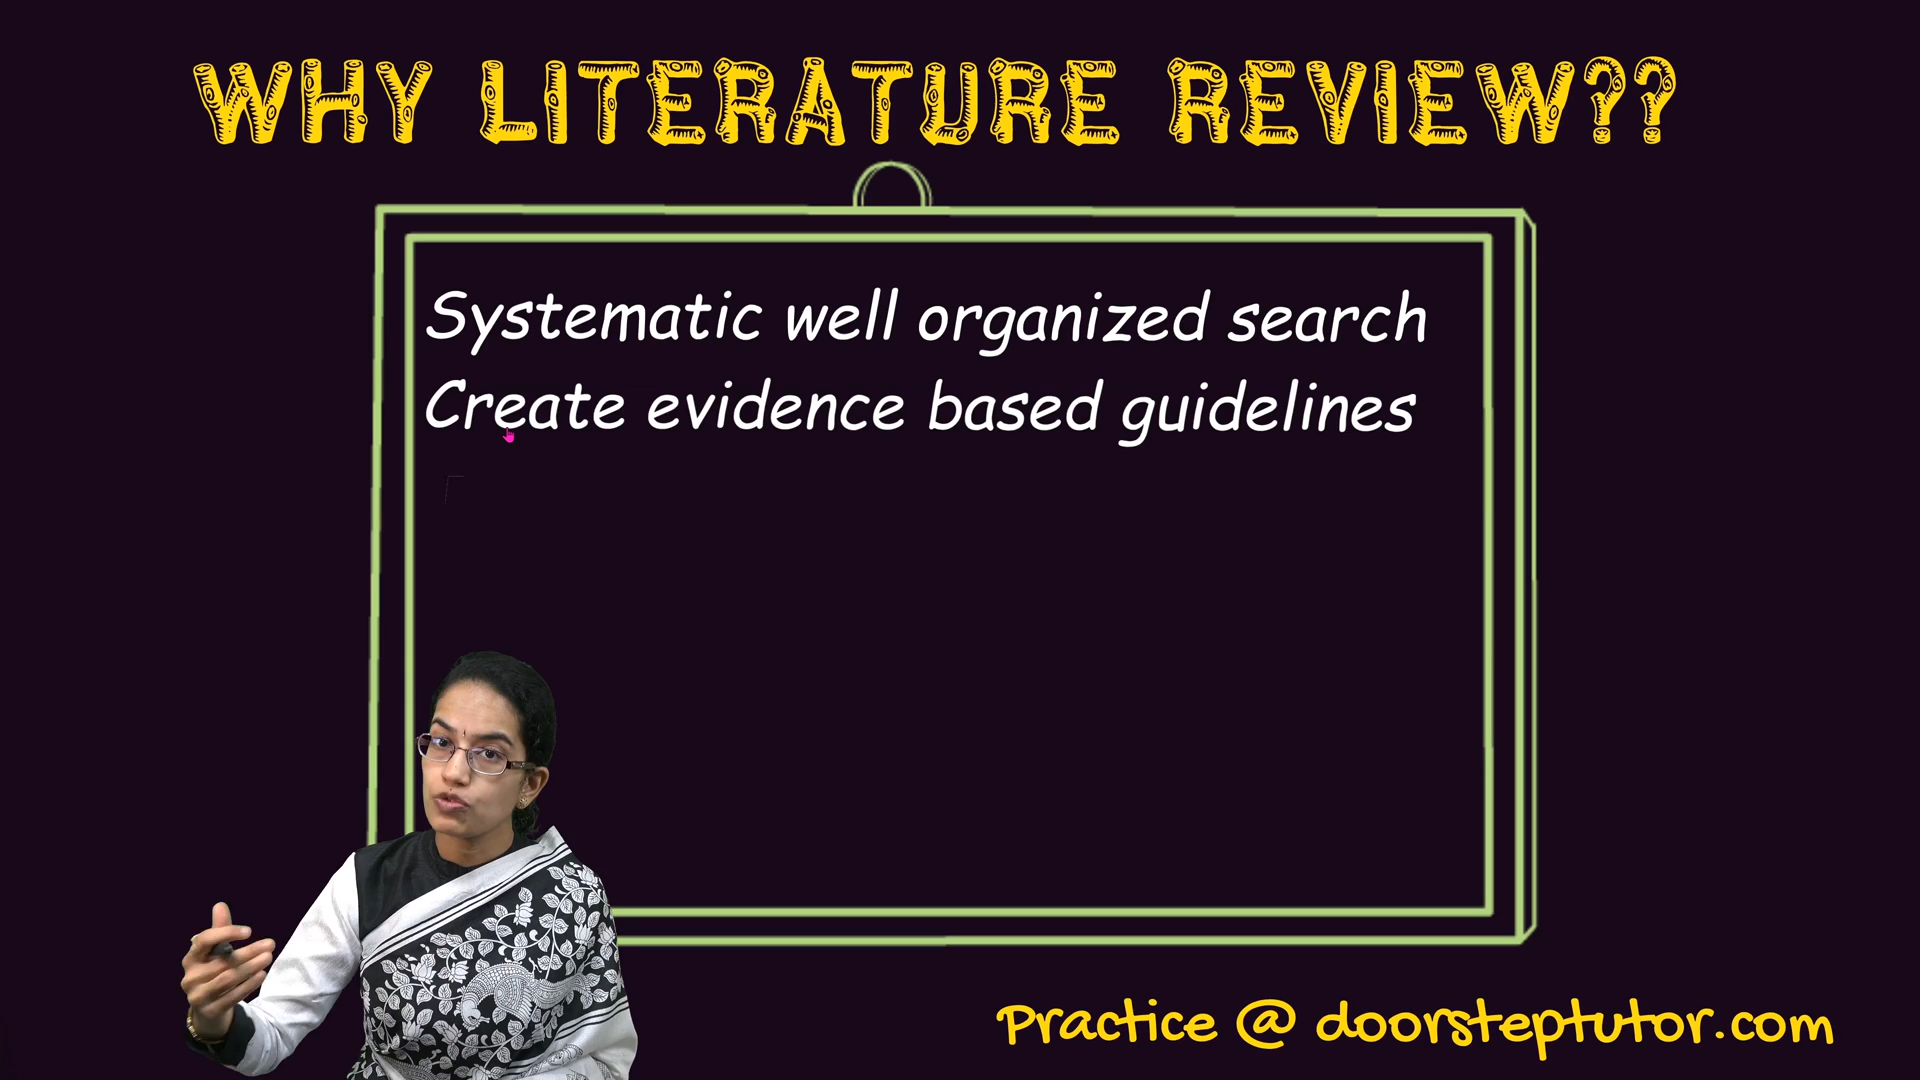 WHY LITERATURE REVIEW??
Systematic well organized search
Create evidence based guidelines
Practice @ doorsteptutor.com